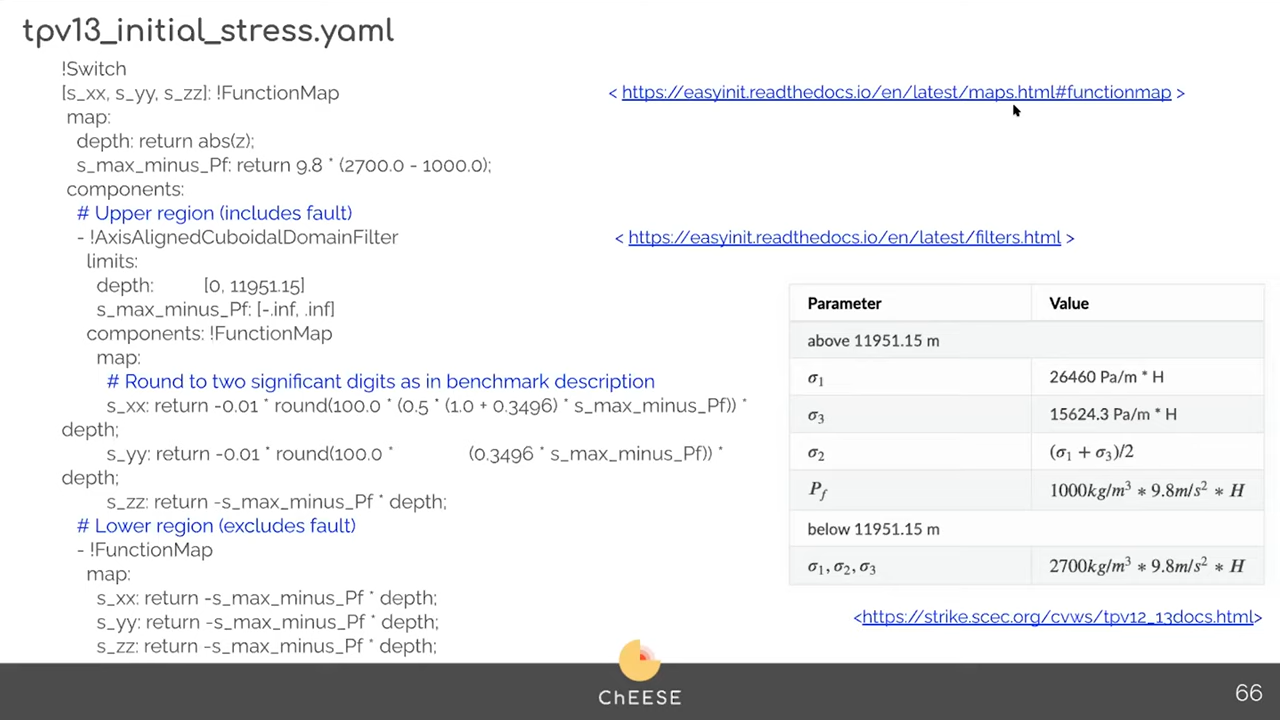 tpv13_initial_stress.yaml
!Switch
[s_xx, s_yy, s_zz]: !FunctionMap
map:
depth: return abs(z);
s_max_minus_Pf: return 9.8 * (2700.0 - 1000.0);
components:
# Upper region (includes fault)
- !AxisAlignedCuboidalDomainFilter
limits:
depth: [0, 11951.15]
s_max_minus_Pf: [-.inf, .inf]
components: !FunctionMap
map:
# Round to two significant digits as in benchmark description
s_xx: return -0.01 * round(100.0 * (0.5 * (1.0 + 0.3496) * s_max_minus_Pf)) *
depth;
s_yy: return -0.01 * round(100.0 * (0.3496 * s_max_minus_Pf)) *
depth;
s_zz: return -s_max_minus_Pf * depth;
# Lower region (excludes fault)
- !FunctionMap
map:
s_xx: return -s_max_minus_Pf * depth;
s_yy: return -s_max_minus_Pf * depth;
s_zz: return -s_max_minus_Pf * depth;
< https://easyinit.readthedocs.io/en/latest/maps.html#functionmap >
< https://easyinit.readthedocs.io/en/latest/filters.html >
Parameter Value
above 11951.15 m
σ₁ 26460 Pa/m * H
σ₃ 15624.3 Pa/m * H
σ₂ (σ₁ + σ₃)/2
P_f 1000kg/m³ ∗ 9.8m/s² ∗ H
below 11951.15 m
σ₁, σ₂, σ₃ 2700kg/m³ ∗ 9.8m/s² ∗ H
<https://strike.scec.org/cvws/tpv12_13docs.html>
ChEESE
66